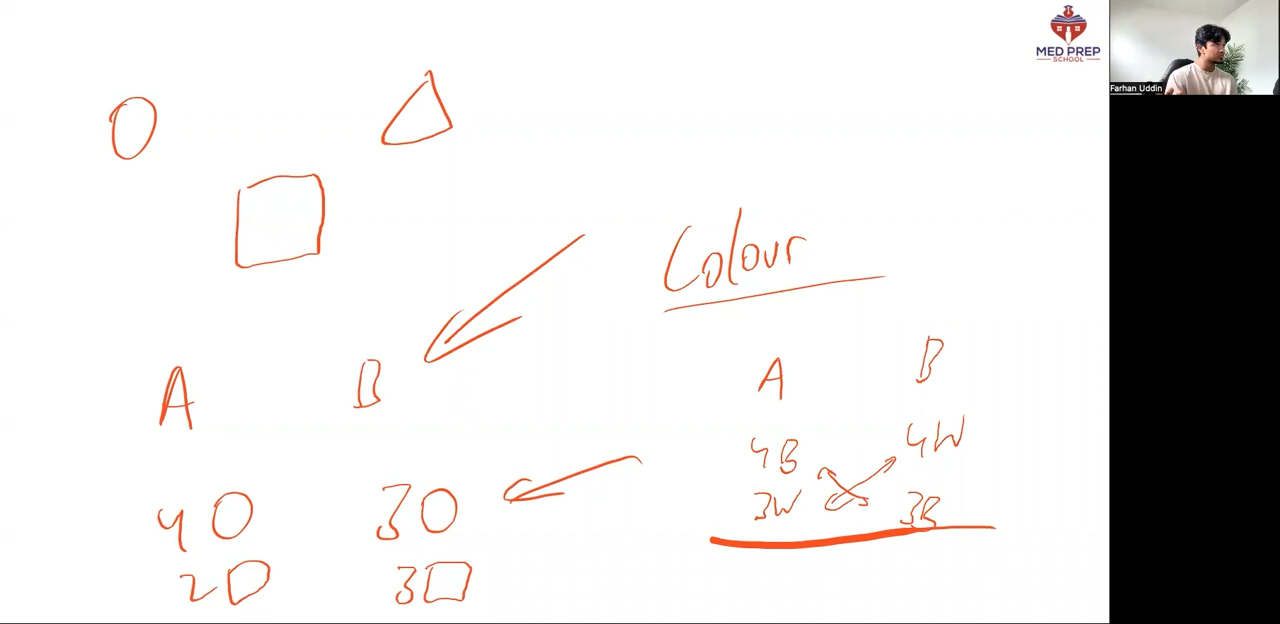 MED PREP
SCHOOL
Farhan Uddin
Colour
A B
A B
4B 4W
3W 3B
4 3
2 3